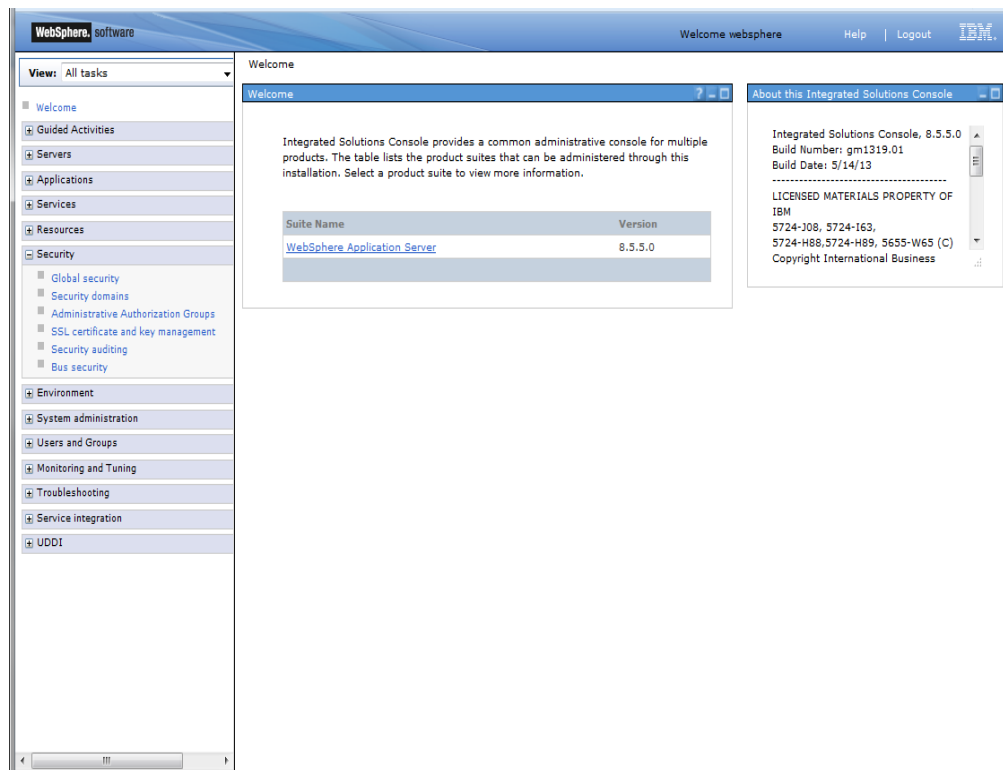 WebSphere. software
Welcome websphere
Help | Logout
IBM.
View: All tasks
Welcome
Guided Activities
Servers
Applications
Services
Resources
Security
Global security
Security domains
Administrative Authorization Groups
SSL certificate and key management
Security auditing
Bus security
Environment
System administration
Users and Groups
Monitoring and Tuning
Troubleshooting
Service integration
UDDI
Welcome
Welcome
?
Integrated Solutions Console provides a common administrative console for multiple
products. The table lists the product suites that can be administered through this
installation. Select a product suite to view more information.
Suite Name Version
WebSphere Application Server 8.5.5.0
About this Integrated Solutions Console
Integrated Solutions Console, 8.5.5.0
Build Number: gm1319.01
Build Date: 5/14/13
----------------------------------------
LICENSED MATERIALS PROPERTY OF
IBM
5724-J08, 5724-I63,
5724-H88,5724-H89, 5655-W65 (C)
Copyright International Business